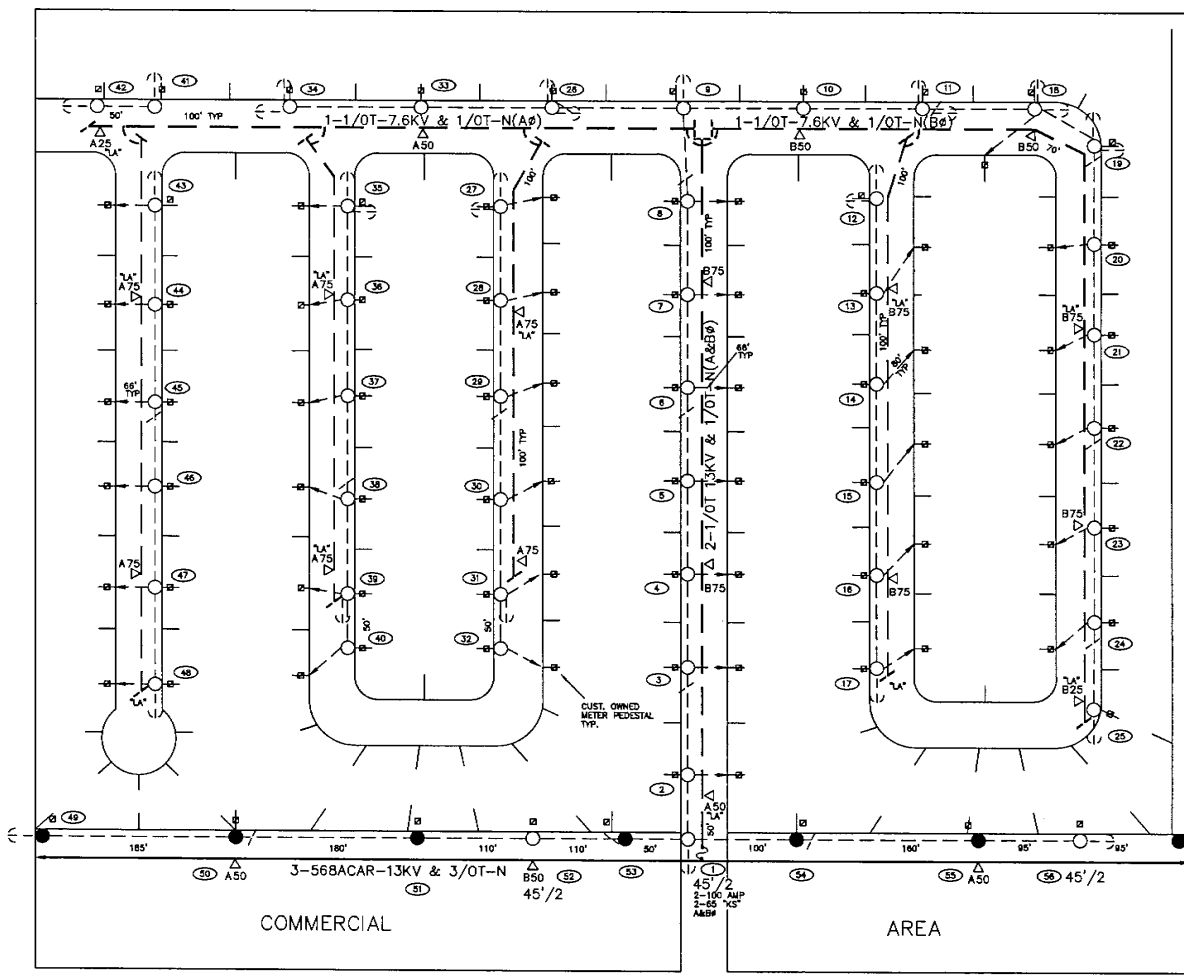 42
41
34
33
26
9
10
11
18
50'
100' TYP
1-1/0T-7.6KV & 1/0T-N(AØ)
1-1/0T-7.6KV & 1/0T-N(BØ)
A25
"LA"
A50
B50
B50
70'
19
100'
100'
43
35
27
8
12
100' TYP
20
"LA"
A75
44
"LA"
A75
36
28
A75
"LA"
7
B75
13
"LA"
B75
"LA"
B75
21
66'
TYP
45
37
29
6
66'
TYP
100' TYP
14
80'
TYP
22
100' TYP
2-1/0T 13KV & 1/0T-N(A&BØ)
46
38
30
5
15
B75
23
A75
47
"LA"
A75
39
A75
31
4
B75
16
B75
50'
40
50'
32
24
48
"LA"
3
17
"LA"
"LA"
B25
CUST. OWNED
METER PEDESTAL
TYP.
25
2
A50
"LA"
50'
49
185'
180'
110'
110'
50'
100'
160'
95'
95'
50
A50
3-568ACAR-13KV & 3/0T-N
51
B50
45'/2
52
53
1
45'/2
2-100 AMP
2-65 "KS"
A&BØ
54
55
A50
56
45'/2
COMMERCIAL
AREA